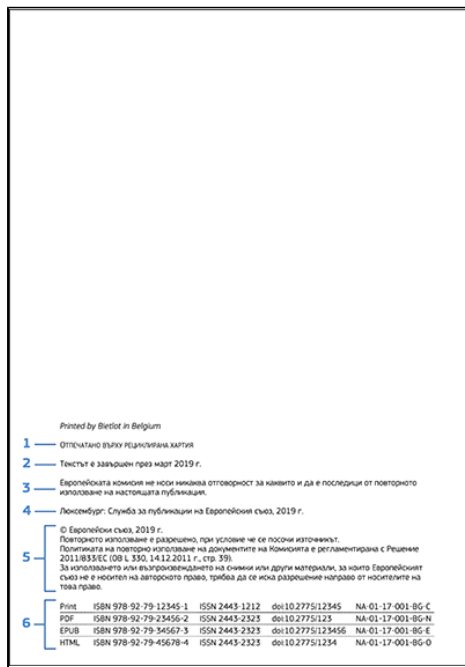 Printed by Bietlot in Belgium
1 ОТПЕЧАТАНО ВЪРХУ РЕЦИКЛИРАНА ХАРТИЯ
2 Текстът е завършен през март 2019 г.
3 Европейската комисия не носи никаква отговорност за каквито и да е последици от повторното
използване на настоящата публикация.
4 Люксембург: Служба за публикации на Европейския съюз, 2019 г.
© Европейски съюз, 2019 г.
Повторното използване е разрешено, при условие че се посочи източникът.
Политиката на повторно използване на документите на Комисията е регламентирана с Решение
5 2011/833/ЕС (ОВ L 330, 14.12.2011 г., стр. 39).
За използването или възпроизвеждането на снимки или други материали, за които Европейският
съюз не е носител на авторското право, трябва да се иска разрешение направо от носителите на
това право.
Print ISBN 978-92-79-12345-1 ISSN 2443-1212 doi:10.2775/12345 NA-01-17-001-BG-C
PDF ISBN 978-92-79-23456-2 ISSN 2443-2323 doi:10.2775/123 NA-01-17-001-BG-N
6 EPUB ISBN 978-92-79-34567-3 ISSN 2443-2323 doi:10.2775/123456 NA-01-17-001-BG-E
HTML ISBN 978-92-79-45678-4 ISSN 2443-2323 doi:10.2775/1234 NA-01-17-001-BG-O